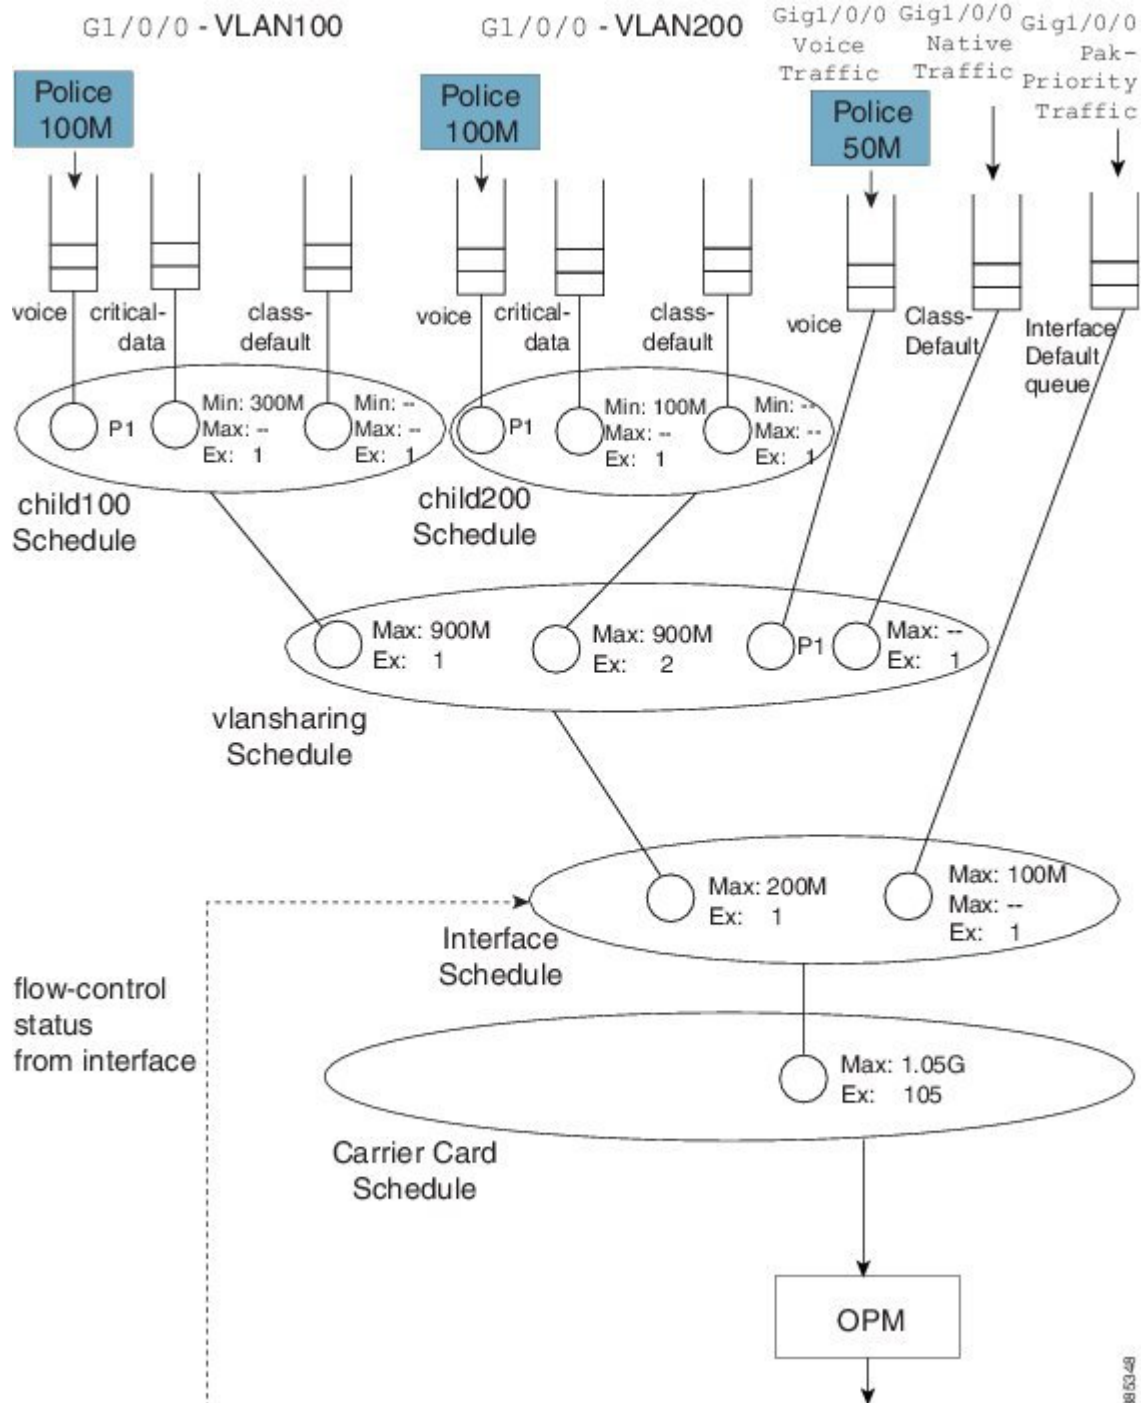 G1/0/0 - VLAN100
G1/0/0 - VLAN200
Gig1/0/0
Voice
Traffic
Gig1/0/0
Native
Traffic
Gig1/0/0
Pak-
Priority
Traffic
Police
100M
Police
100M
Police
50M
voice
critical-
data
class-
default
voice
critical-
data
class-
default
voice
Class-
Default
Interface
Default
queue
P1
Min: 300M
Max: --
Ex: 1
Min: --
Max: --
Ex: 1
P1
Min: 100M
Max: --
Ex: 1
Min: --
Max: --
Ex: 1
child100
Schedule
child200
Schedule
Max: 900M
Ex: 1
Max: 900M
Ex: 2
P1
Max: --
Ex: 1
vlansharing
Schedule
Max: 200M
Ex: 1
Max: 100M
Max: --
Ex: 1
Interface
Schedule
flow-control
status
from interface
Max: 1.05G
Ex: 105
Carrier Card
Schedule
OPM